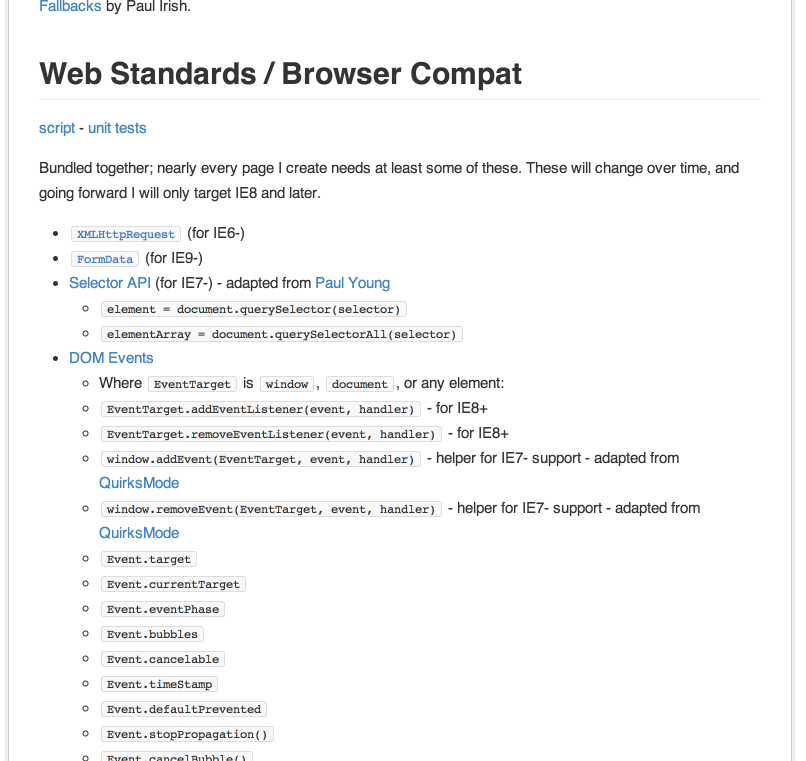 Fallbacks by Paul Irish.
Web Standards / Browser Compat
script - unit tests
Bundled together; nearly every page I create needs at least some of these. These will change over time, and
going forward I will only target IE8 and later.
XMLHttpRequest (for IE6-)
FormData (for IE9-)
Selector API (for IE7-) - adapted from Paul Young
element = document.querySelector(selector)
elementArray = document.querySelectorAll(selector)
DOM Events
Where EventTarget is window, document, or any element:
EventTarget.addEventListener(event, handler) - for IE8+
EventTarget.removeEventListener(event, handler) - for IE8+
window.addEvent(EventTarget, event, handler) - helper for IE7- support - adapted from
QuirksMode
window.removeEvent(EventTarget, event, handler) - helper for IE7- support - adapted from
QuirksMode
Event.target
Event.currentTarget
Event.eventPhase
Event.bubbles
Event.cancelable
Event.timeStamp
Event.defaultPrevented
Event.stopPropagation()
Event.cancelBubble()